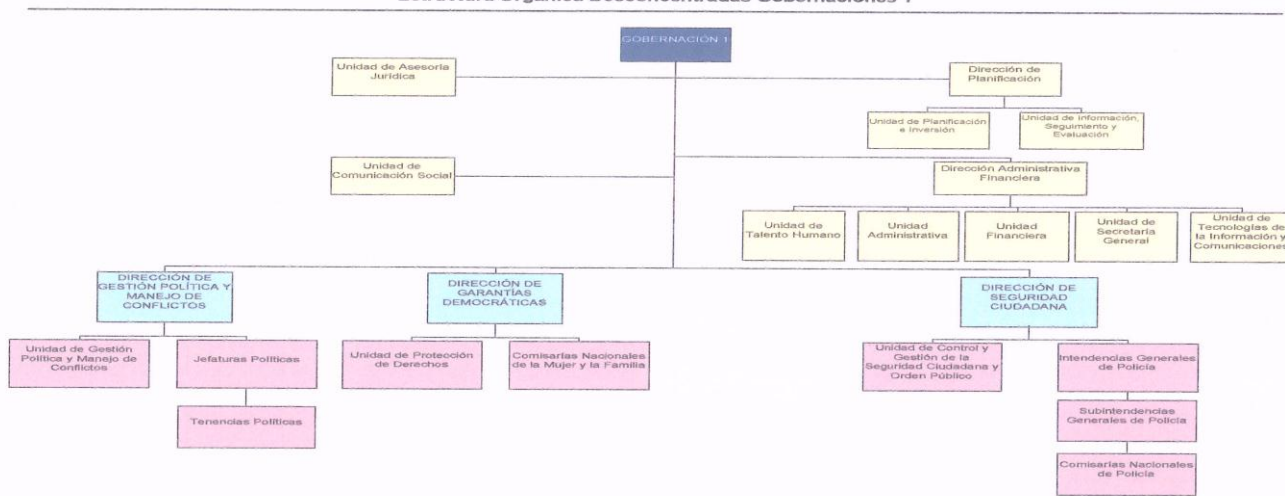 Estructura Orgánica Desconcentradas Gobernaciones 1
GOBERNACIÓN 1
Unidad de Asesoría
Jurídica
Dirección de
Planificación
Unidad de Planificación
e Inversión
Unidad de Información,
Seguimiento y
Evaluación
Unidad de
Comunicación Social
Dirección Administrativa
Financiera
Unidad de
Talento Humano
Unidad
Administrativa
Unidad
Financiera
Unidad de
Secretaría
General
Unidad de
Tecnologías de
la Información y
Comunicaciones
DIRECCIÓN DE
GESTIÓN POLÍTICA Y
MANEJO DE
CONFLICTOS
DIRECCIÓN DE
GARANTÍAS
DEMOCRÁTICAS
DIRECCIÓN DE
SEGURIDAD
CIUDADANA
Unidad de Gestión
Política y Manejo de
Conflictos
Jefaturas Políticas
Unidad de Protección
de Derechos
Comisarías Nacionales
de la Mujer y la Familia
Unidad de Control y
Gestión de la
Seguridad Ciudadana y
Orden Público
Intendencias Generales
de Policía
Tenencias Políticas
Subintendencias
Generales de Policía
Comisarías Nacionales
de Policía